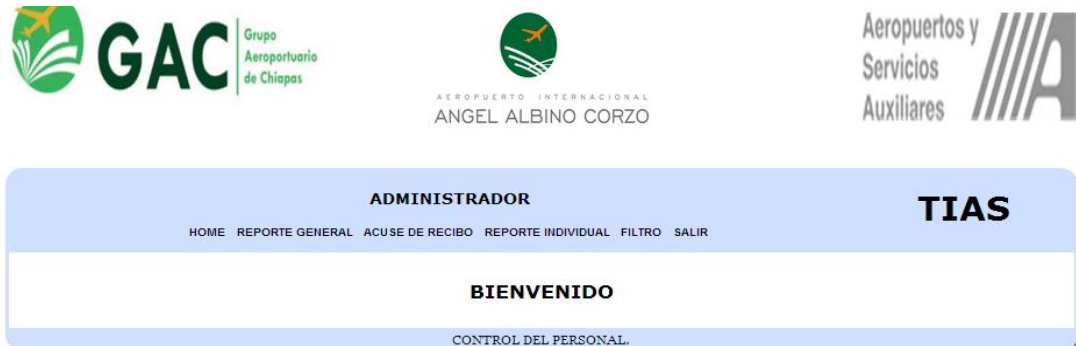 GAC
Grupo
Aeroportuario
de Chiapas
AEROPUERTO INTERNACIONAL
ANGEL ALBINO CORZO
Aeropuertos y
Servicios
Auxiliares
ADMINISTRADOR
TIAS
HOME REPORTE GENERAL ACUSE DE RECIBO REPORTE INDIVIDUAL FILTRO SALIR
BIENVENIDO
CONTROL DEL PERSONAL.